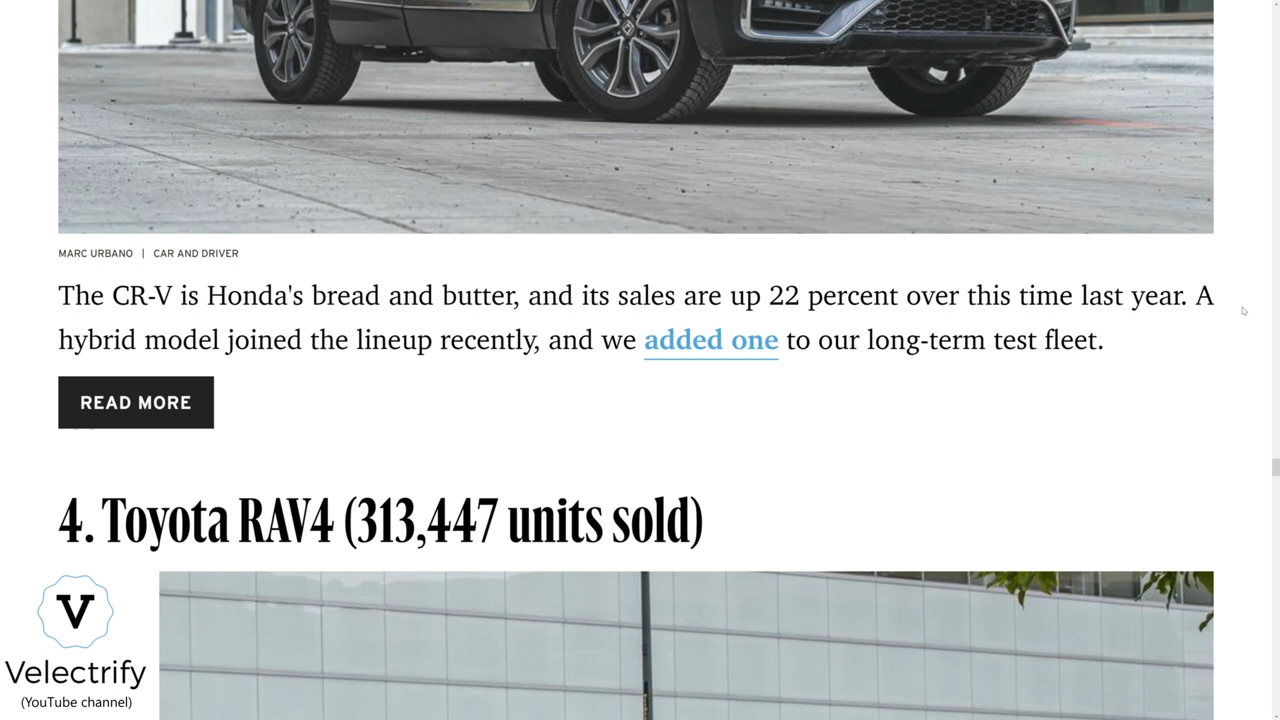 MARC URBANO | CAR AND DRIVER
The CR-V is Honda's bread and butter, and its sales are up 22 percent over this time last year. A
hybrid model joined the lineup recently, and we added one to our long-term test fleet.
READ MORE
4. Toyota RAV4 (313,447 units sold)
V
Velectrify
(YouTube channel)